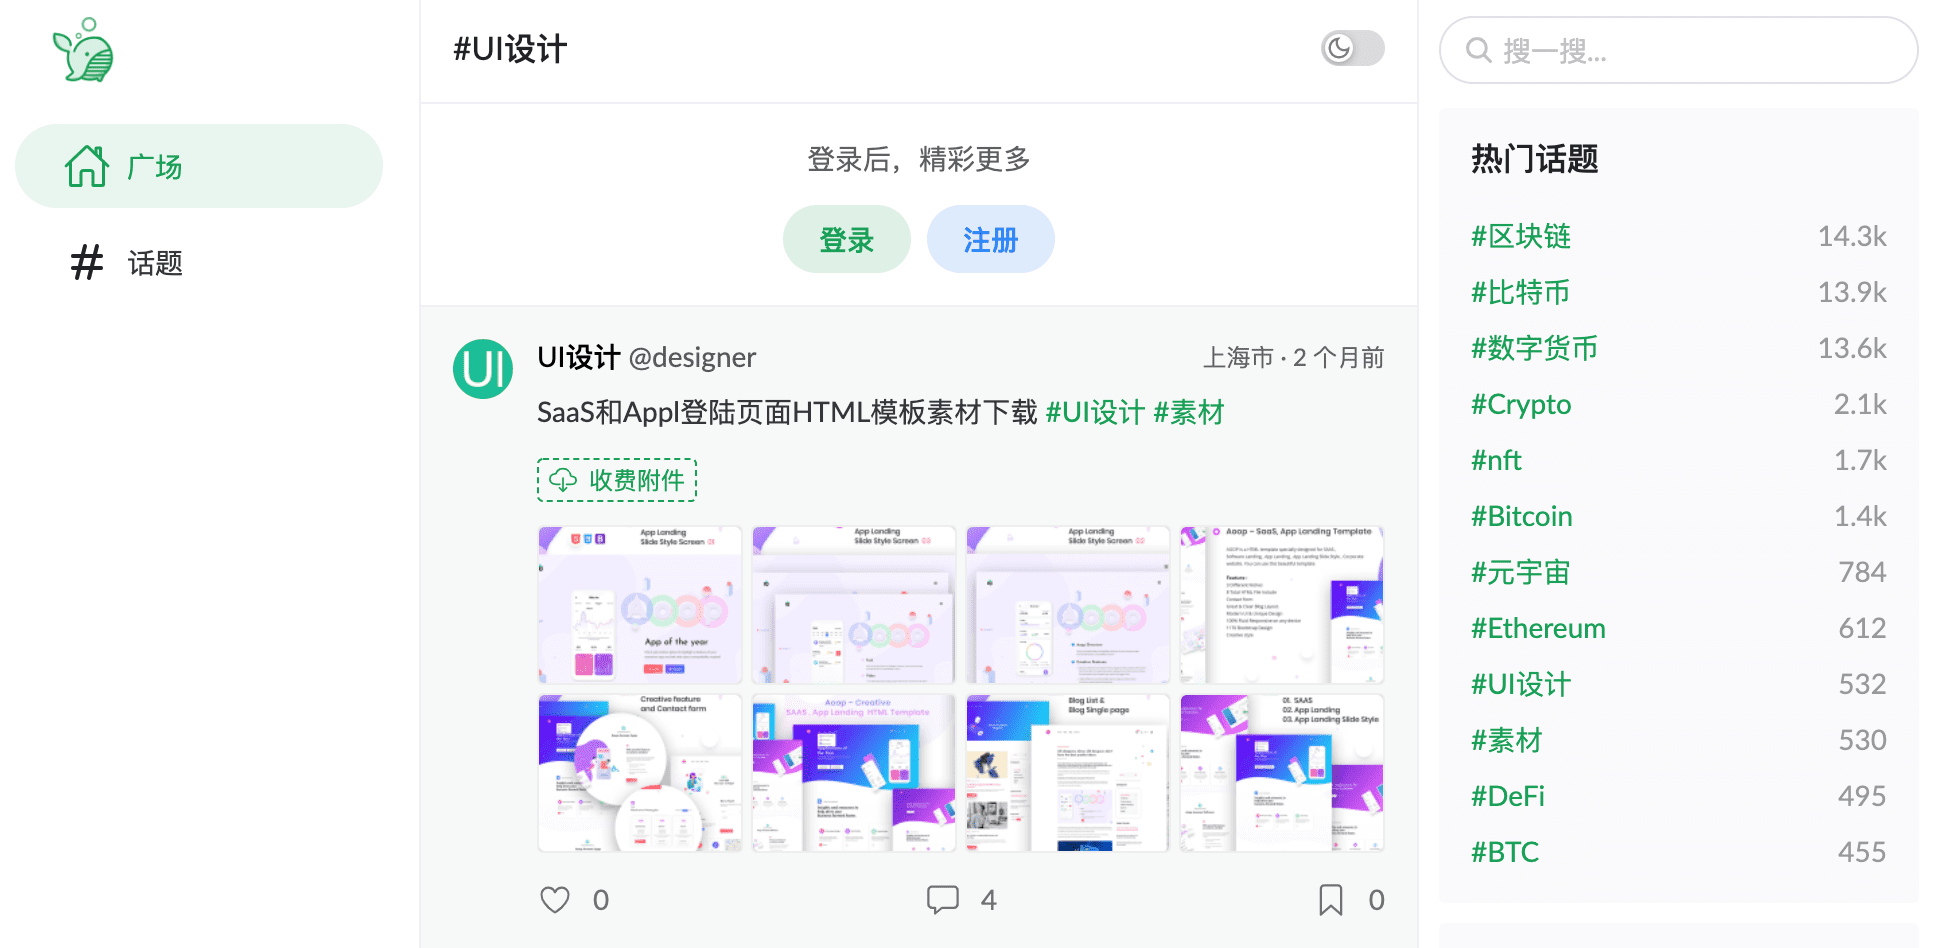 广场
话题
#UI设计
登录后，精彩更多
登录
注册
UI
UI设计 @designer
上海市 · 2 个月前
SaaS和Appl登陆页面HTML模板素材下载 #UI设计 #素材
收费附件
App Landing
Slide Style Screen 01
App of the year
App Landing
Slide Style Screen
App Landing
Slide Style Screen
Aoop – SaaS, App Landing Template
Creative Feature
and Contact form
Aoop – Creative
SAAS, App Landing HTML Template
Blog List &
Blog Single page
01. SAAS
02. App Landing
03. App Landing Slide Style
0
4
0
搜一搜...
热门话题
#区块链 14.3k
#比特币 13.9k
#数字货币 13.6k
#Crypto 2.1k
#nft 1.7k
#Bitcoin 1.4k
#元宇宙 784
#Ethereum 612
#UI设计 532
#素材 530
#DeFi 495
#BTC 455